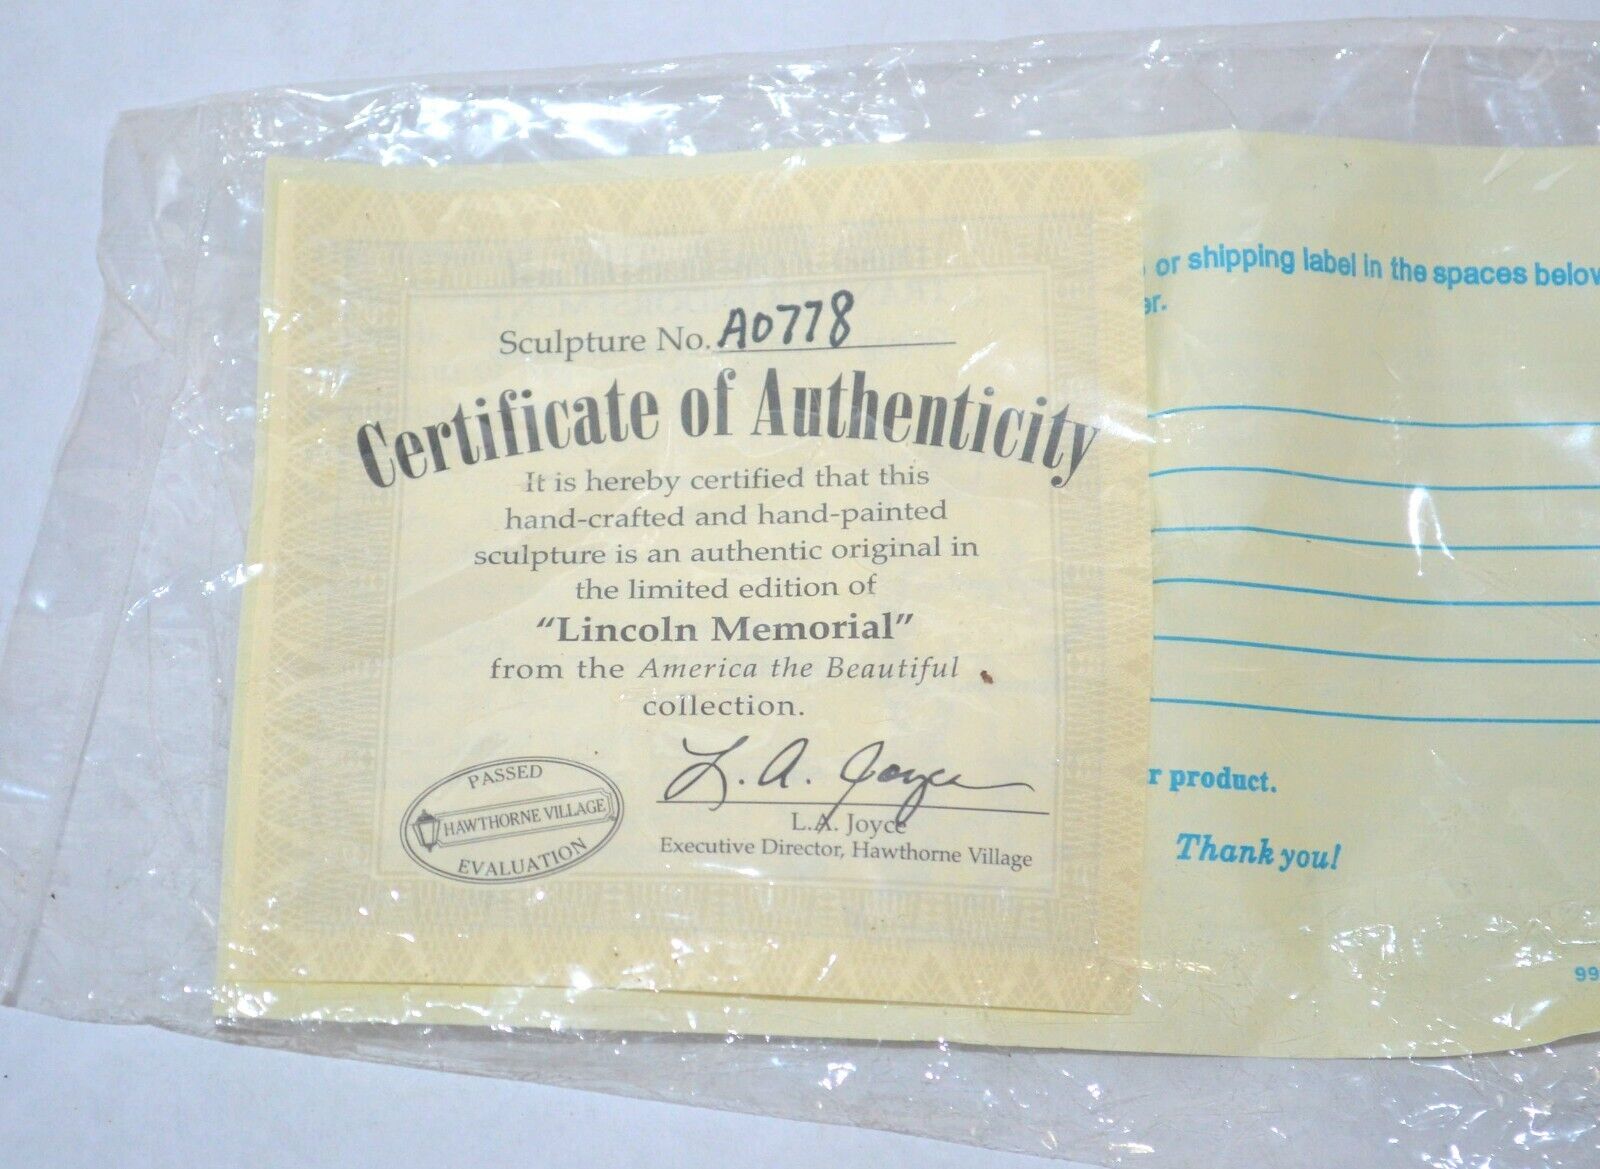 Sculpture No. A0778
Certificate of Authenticity
It is hereby certified that this
hand-crafted and hand-painted
sculpture is an authentic original in
the limited edition of
"Lincoln Memorial"
from the America the Beautiful
collection.
L. A. Joyce
L.A. Joyce
Executive Director, Hawthorne Village
PASSED
HAWTHORNE VILLAGE
EVALUATION
or shipping label in the spaces below
er.
r product.
Thank you!
99